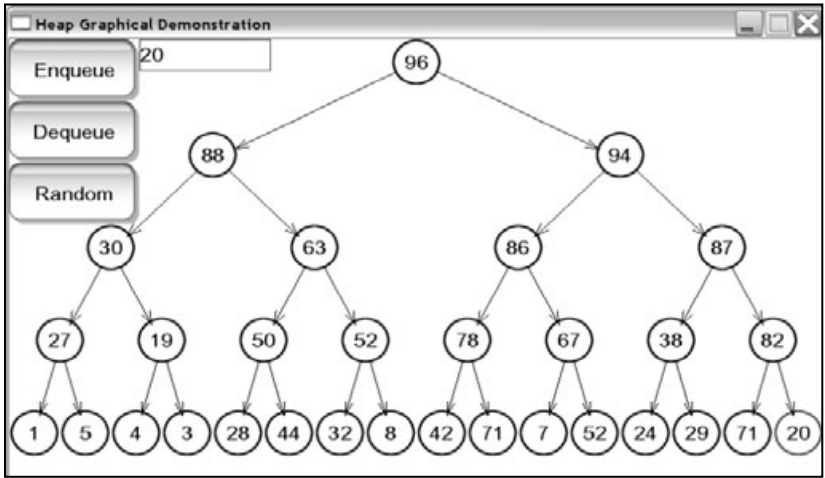 Heap Graphical Demonstration
Enqueue 20
Dequeue
Random
96
88 94
30 63 86 87
27 19 50 52 78 67 38 82
1 5 4 3 28 44 32 8 42 71 7 52 24 29 71 20